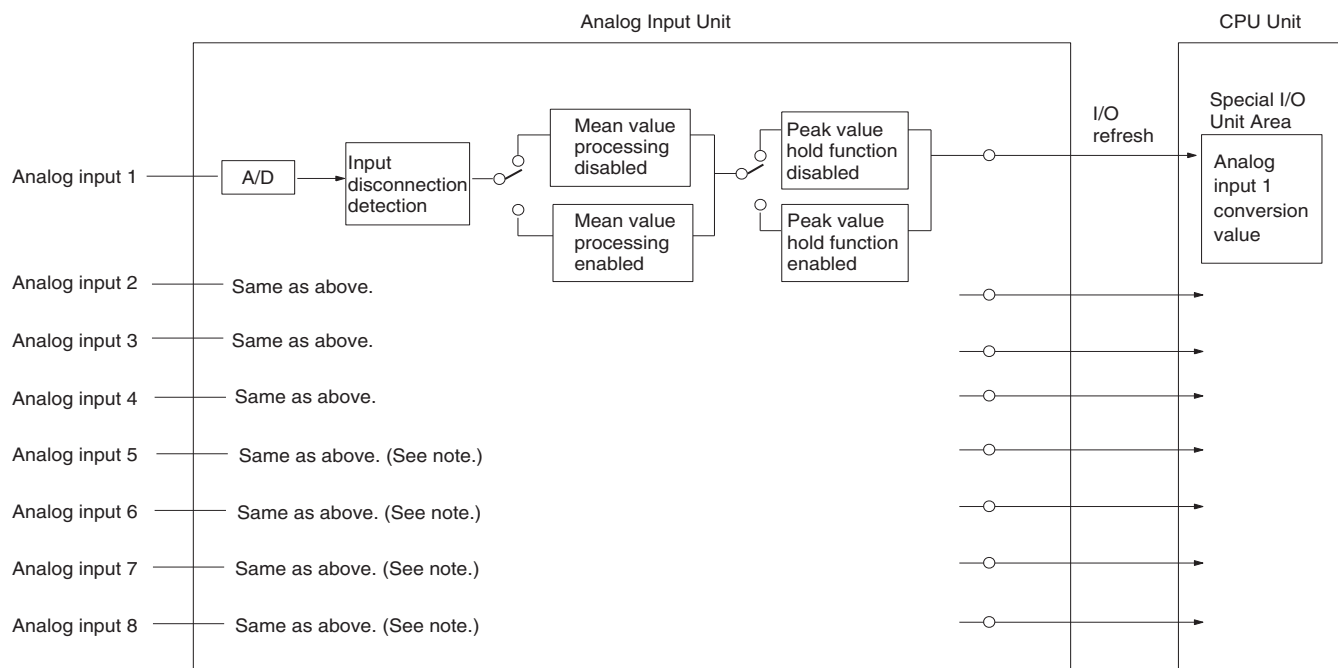 Analog Input Unit
CPU Unit
Analog input 1
A/D
Input
disconnection
detection
Mean value
processing
disabled
Mean value
processing
enabled
Peak value
hold function
disabled
Peak value
hold function
enabled
I/O
refresh
Special I/O
Unit Area
Analog
input 1
conversion
value
Analog input 2
Same as above.
Analog input 3
Same as above.
Analog input 4
Same as above.
Analog input 5
Same as above. (See note.)
Analog input 6
Same as above. (See note.)
Analog input 7
Same as above. (See note.)
Analog input 8
Same as above. (See note.)